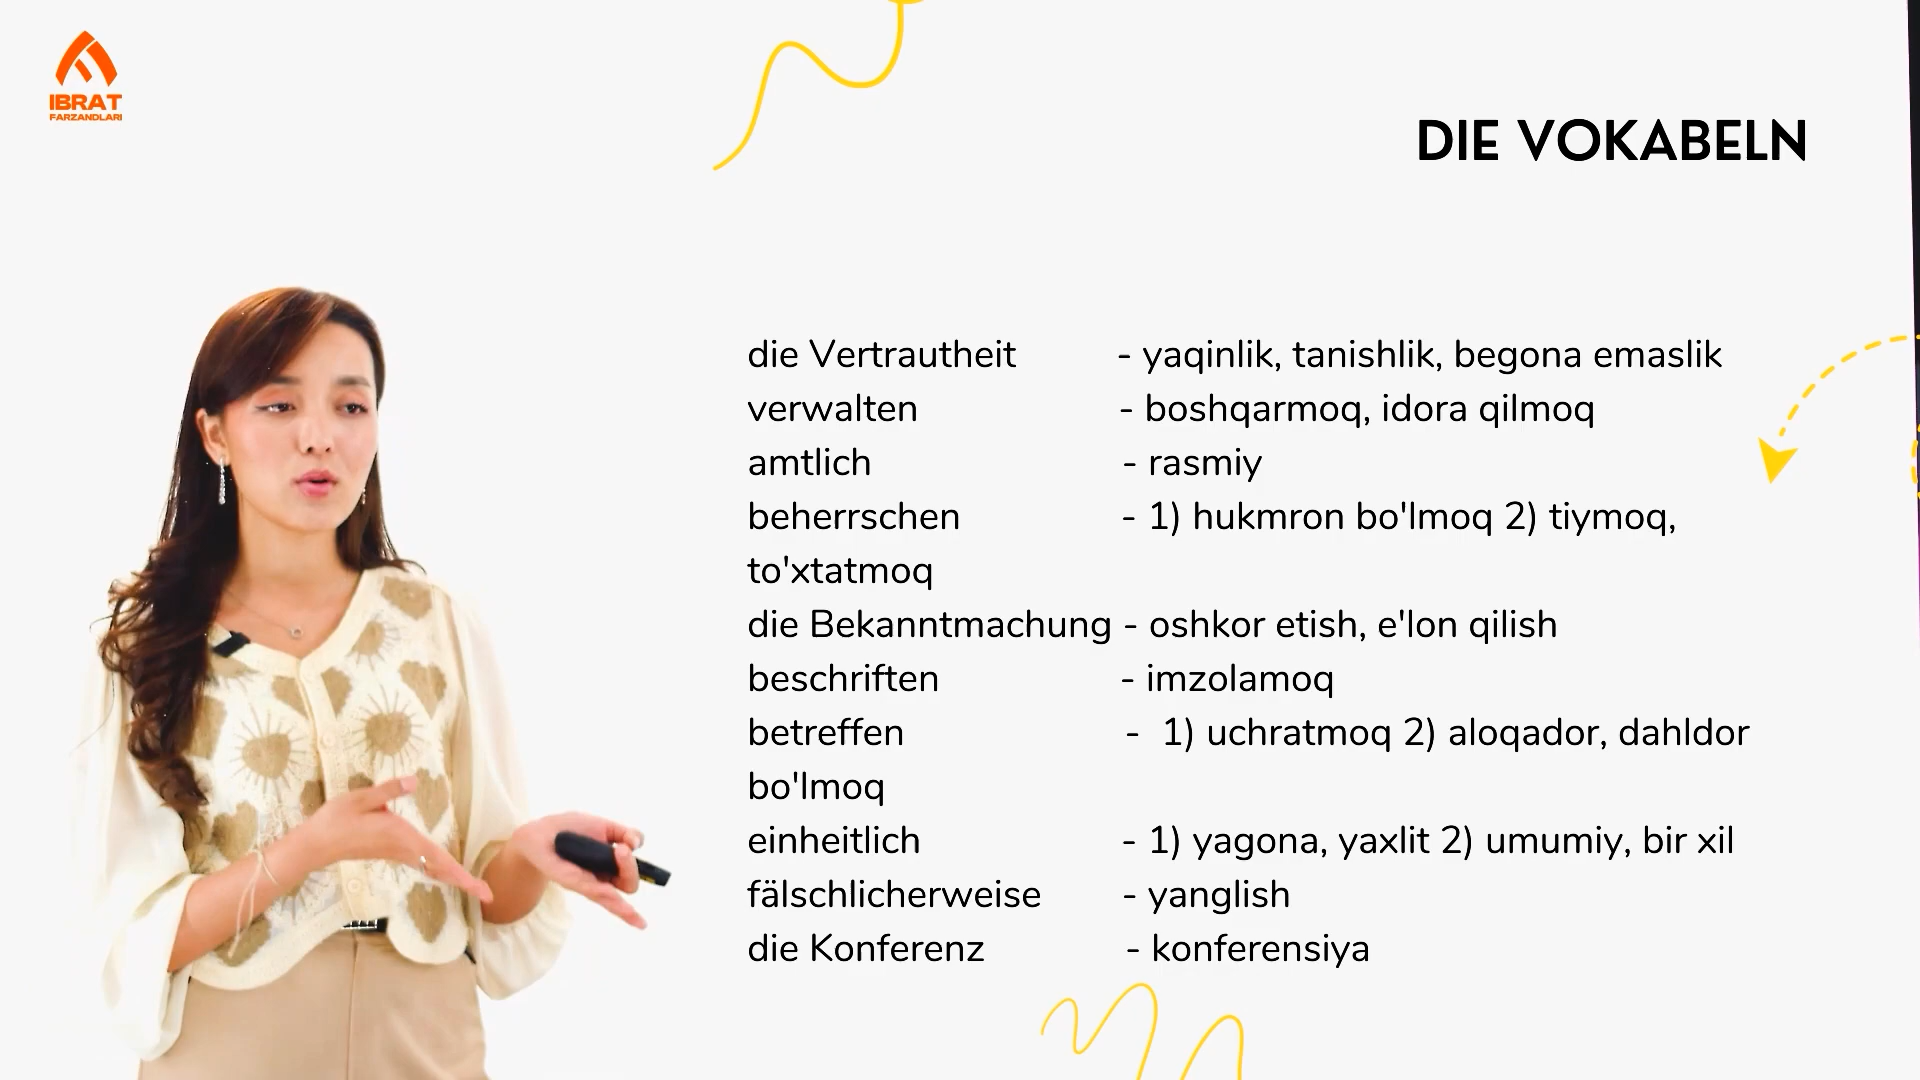 IBRAT
FARZANDLARI
DIE VOKABELN
die Vertrautheit - yaqinlik, tanishlik, begona emaslik
verwalten - boshqarmoq, idora qilmoq
amtlich - rasmiy
beherrschen - 1) hukmron bo'lmoq 2) tiymoq,
to'xtatmoq
die Bekanntmachung - oshkor etish, e'lon qilish
beschriften - imzolamoq
betreffen - 1) uchratmoq 2) aloqador, dahldor
bo'lmoq
einheitlich - 1) yagona, yaxlit 2) umumiy, bir xil
fälschlicherweise - yanglish
die Konferenz - konferensiya